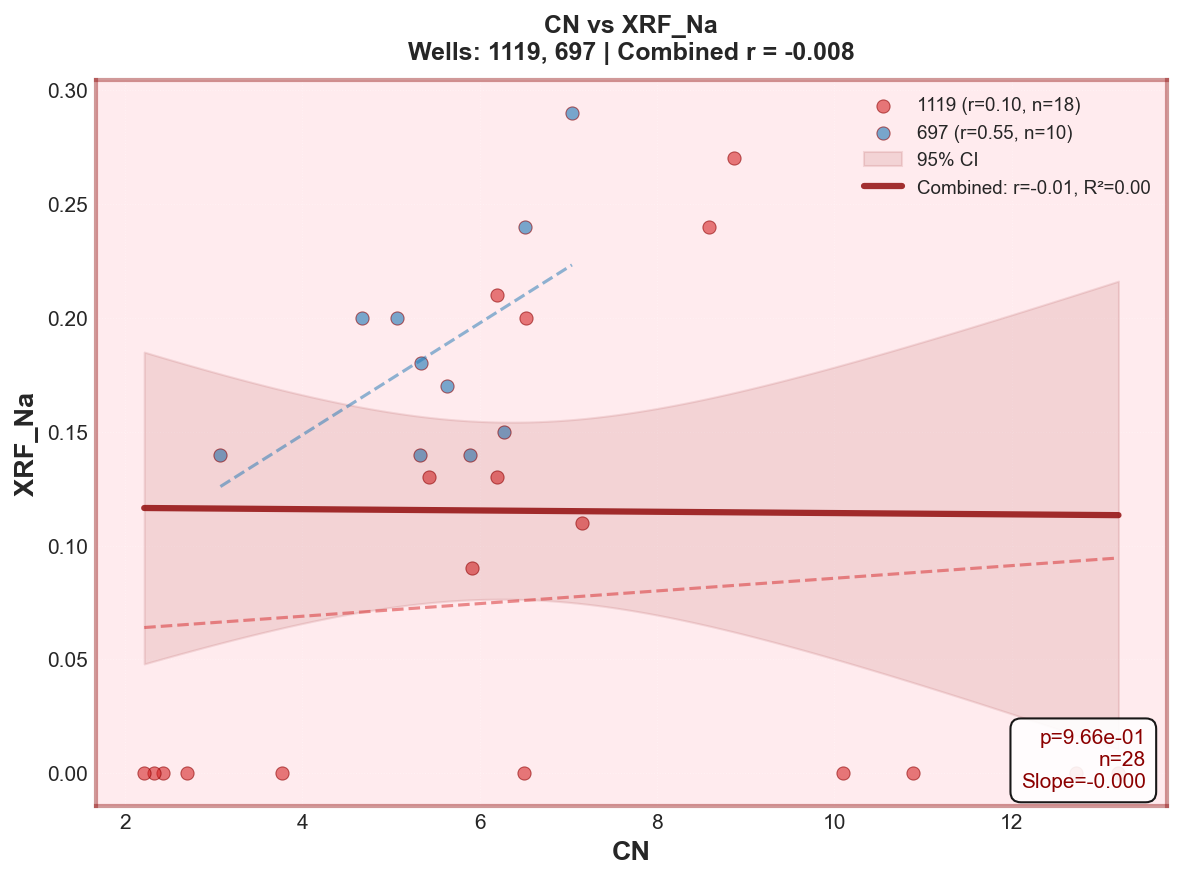 CN vs XRF_Na
Wells: 1119, 697 | Combined r = -0.008
1119 (r=0.10, n=18)
697 (r=0.55, n=10)
95% CI
Combined: r=-0.01, R²=0.00
XRF_Na
0.30
0.25
0.20
0.15
0.10
0.05
0.00
p=9.66e-01
n=28
Slope=-0.000
2 4 6 8 10 12
CN